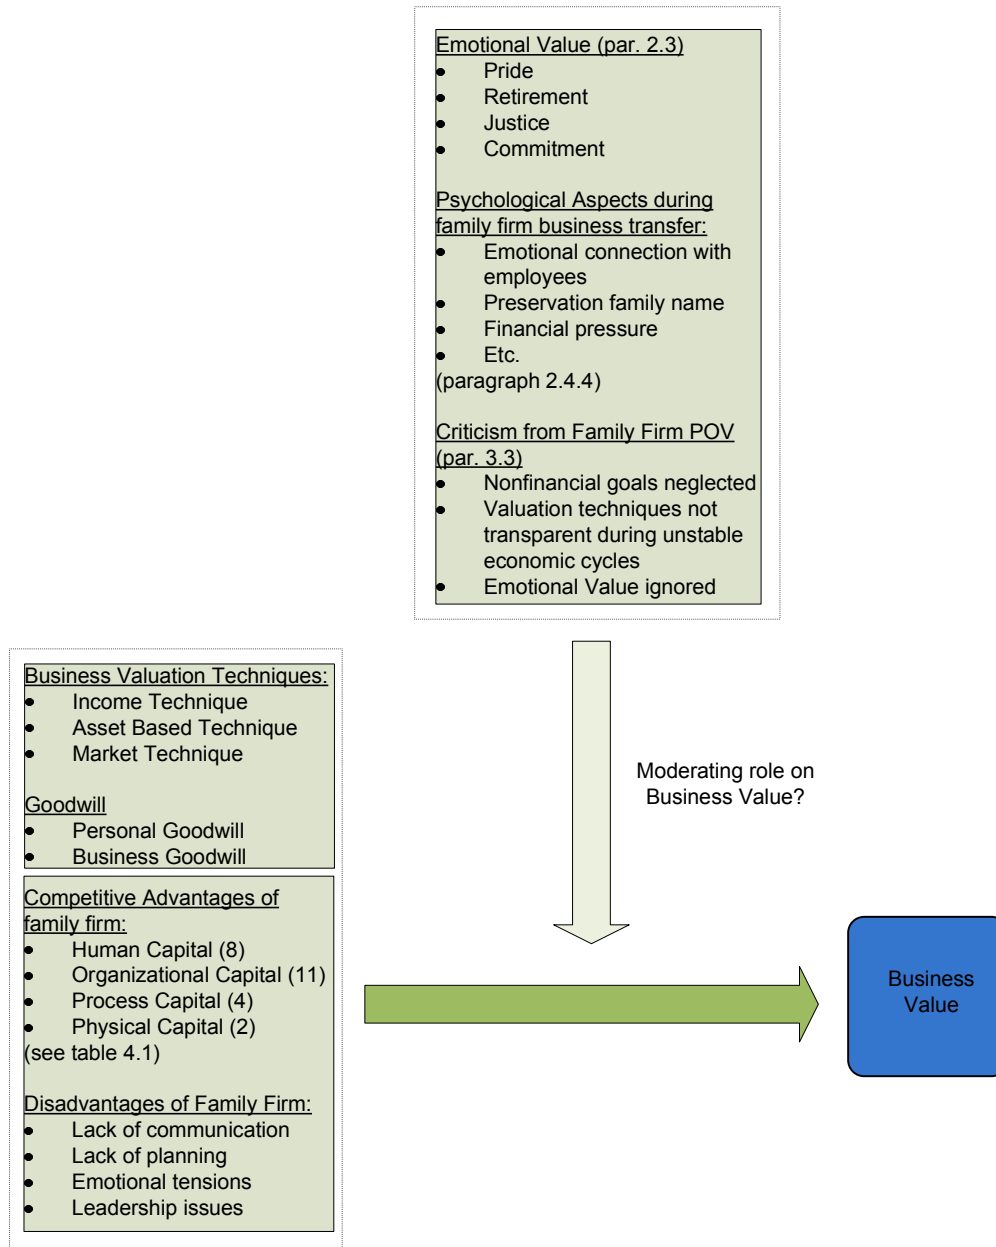 Emotional Value (par. 2.3)
• Pride
• Retirement
• Justice
• Commitment
Psychological Aspects during
family firm business transfer:
• Emotional connection with
employees
• Preservation family name
• Financial pressure
• Etc.
(paragraph 2.4.4)
Criticism from Family Firm POV
(par. 3.3)
• Nonfinancial goals neglected
• Valuation techniques not
transparent during unstable
economic cycles
• Emotional Value ignored
Business Valuation Techniques:
• Income Technique
• Asset Based Technique
• Market Technique
Goodwill
• Personal Goodwill
• Business Goodwill
Competitive Advantages of
family firm:
• Human Capital (8)
• Organizational Capital (11)
• Process Capital (4)
• Physical Capital (2)
(see table 4.1)
Disadvantages of Family Firm:
• Lack of communication
• Lack of planning
• Emotional tensions
• Leadership issues
Moderating role on
Business Value?
Business
Value